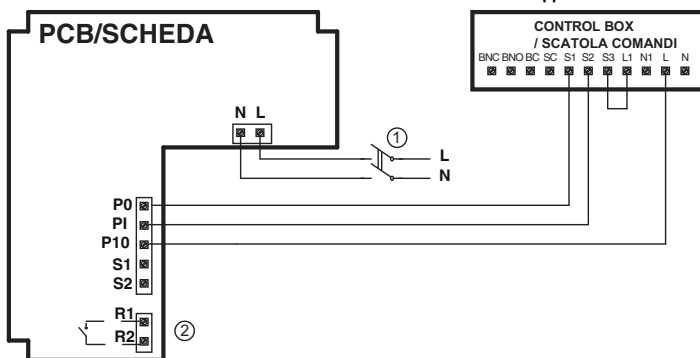 PCB/SCHEDA
CONTROL BOX
/ SCATOLA COMANDI
BNC BNO BC SC S1 S2 S3 L1 N1 L N
N L
1
L
N
P0
PI
P10
S1
S2
R1
R2
2